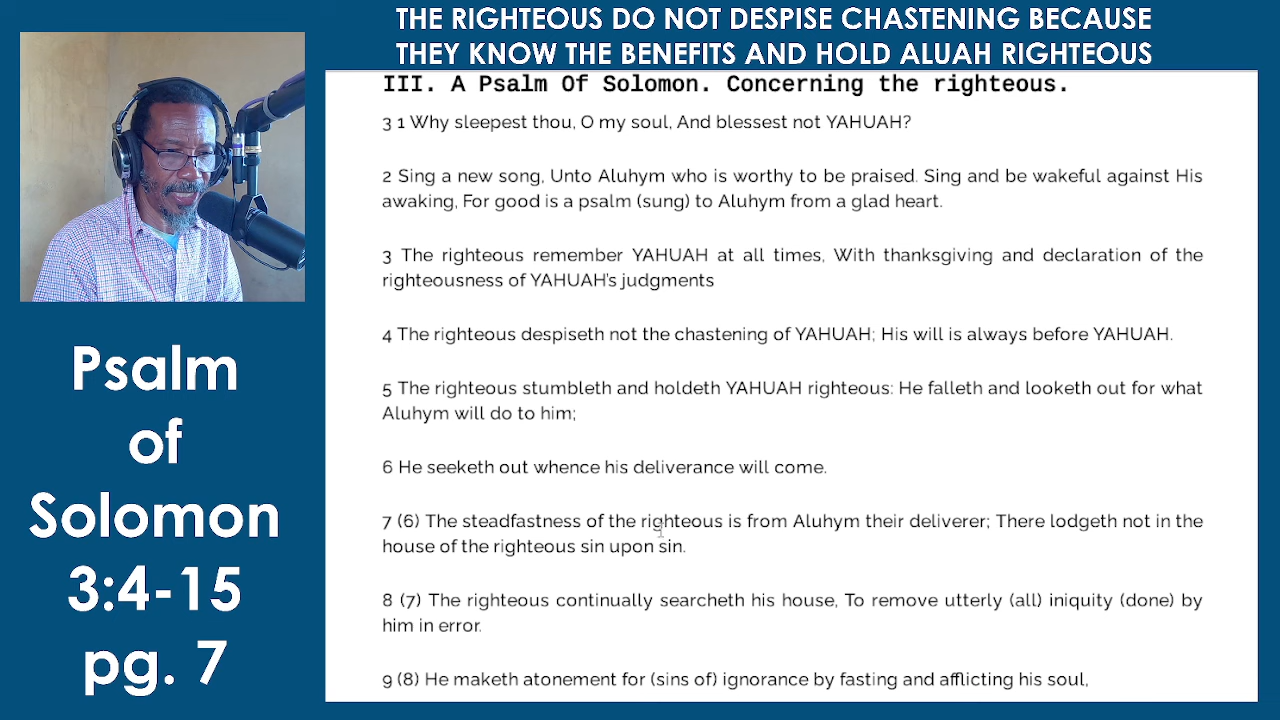 THE RIGHTEOUS DO NOT DESPISE CHASTENING BECAUSE
THEY KNOW THE BENEFITS AND HOLD ALUAH RIGHTEOUS
III. A Psalm Of Solomon. Concerning the righteous.
3 1 Why sleepest thou, O my soul, And blessest not YAHUAH?
2 Sing a new song, Unto Aluhym who is worthy to be praised. Sing and be wakeful against His
awaking, For good is a psalm (sung) to Aluhym from a glad heart.
3 The righteous remember YAHUAH at all times, With thanksgiving and declaration of the
righteousness of YAHUAH's judgments
4 The righteous despiseth not the chastening of YAHUAH; His will is always before YAHUAH.
5 The righteous stumbleth and holdeth YAHUAH righteous: He falleth and looketh out for what
Aluhym will do to him;
6 He seeketh out whence his deliverance will come.
7 (6) The steadfastness of the righteous is from Aluhym their deliverer; There lodgeth not in the
house of the righteous sin upon sin.
8 (7) The righteous continually searcheth his house, To remove utterly (all) iniquity (done) by
him in error.
9 (8) He maketh atonement for (sins of) ignorance by fasting and afflicting his soul,
Psalm
of
Solomon
3:4-15
pg. 7